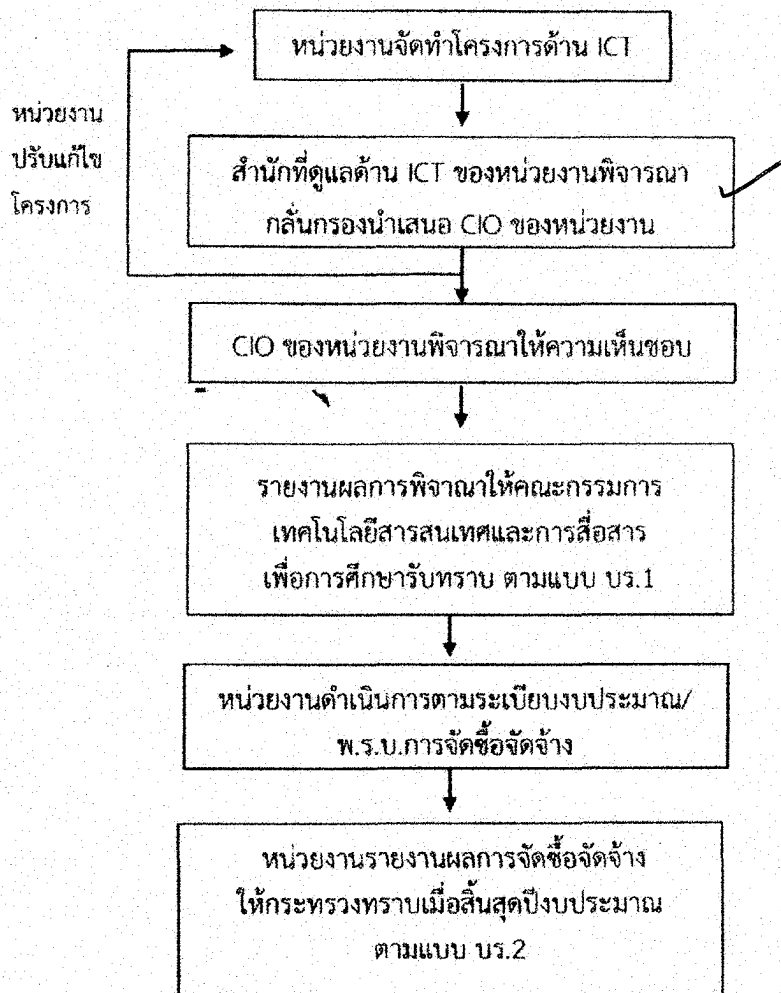 หน่วยงานจัดทำโครงการด้าน ICT
หน่วยงาน
ปรับแก้ไข
โครงการ
สำนักที่ดูแลด้าน ICT ของหน่วยงานพิจารณา
กลั่นกรองนำเสนอ CIO ของหน่วยงาน
CIO ของหน่วยงานพิจารณาให้ความเห็นชอบ
รายงานผลการพิจาณาให้คณะกรรมการ
เทคโนโลยีสารสนเทศและการสื่อสาร
เพื่อการศึกษารับทราบ ตามแบบ บร.1
หน่วยงานดำเนินการตามระเบียบงบประมาณ/
พ.ร.บ.การจัดซื้อจัดจ้าง
หน่วยงานรายงานผลการจัดซื้อจัดจ้าง
ให้กระทรวงทราบเมื่อสิ้นสุดปีงบประมาณ
ตามแบบ บร.2